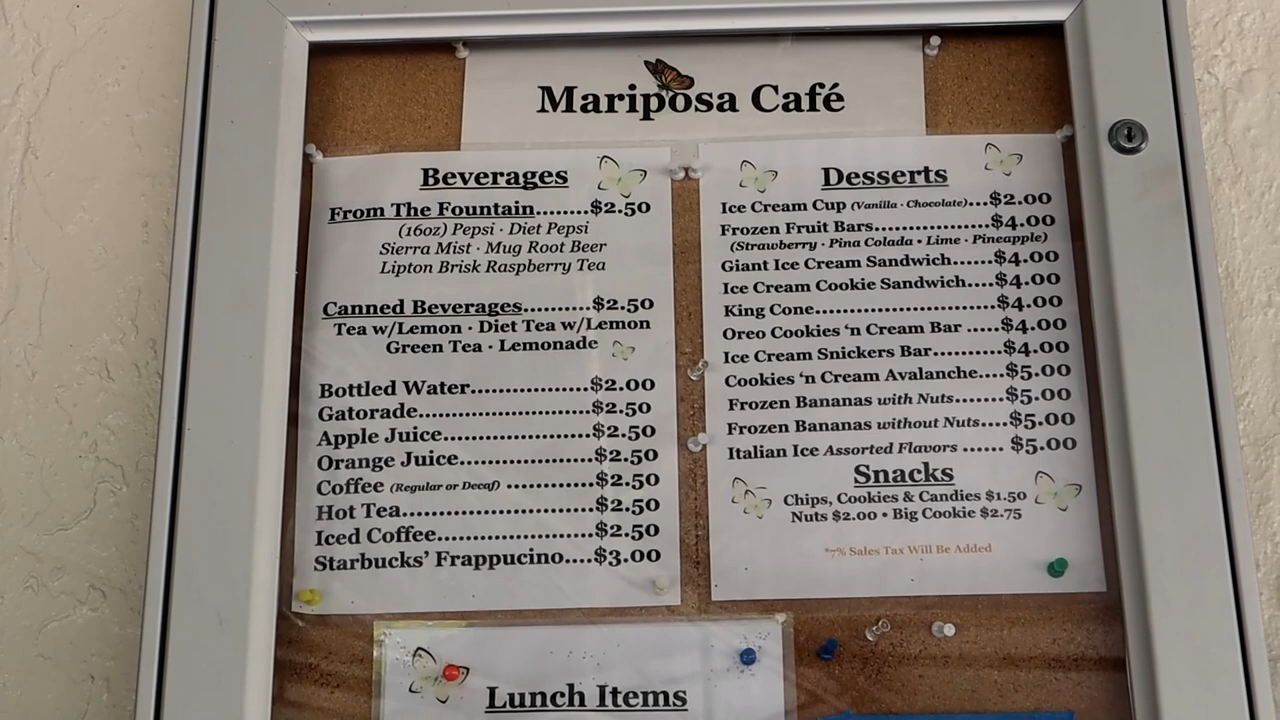 Mariposa Café
Beverages
From The Fountain........$2.50
(16oz) Pepsi · Diet Pepsi
Sierra Mist · Mug Root Beer
Lipton Brisk Raspberry Tea
Canned Beverages..........$2.50
Tea w/Lemon · Diet Tea w/Lemon
Green Tea · Lemonade
Bottled Water.................$2.00
Gatorade.........................$2.50
Apple Juice......................$2.50
Orange Juice...................$2.50
Coffee (Regular or Decaf) ............$2.50
Hot Tea............................$2.50
Iced Coffee.......................$2.50
Starbucks’ Frappucino....$3.00
Desserts
Ice Cream Cup (Vanilla · Chocolate)...$2.00
Frozen Fruit Bars.................$4.00
(Strawberry · Pina Colada • Lime · Pineapple)
Giant Ice Cream Sandwich......$4.00
Ice Cream Cookie Sandwich....$4.00
King Cone..........................$4.00
Oreo Cookies ‘n Cream Bar .....$4.00
Ice Cream Snickers Bar..........$4.00
Cookies ‘n Cream Avalanche....$5.00
Frozen Bananas with Nuts.....$5.00
Frozen Bananas without Nuts....$5.00
Italian Ice Assorted Flavors ...... $5.00
Snacks
Chips, Cookies & Candies $1.50
Nuts $2.00 • Big Cookie $2.75
*7% Sales Tax Will Be Added
Lunch Items